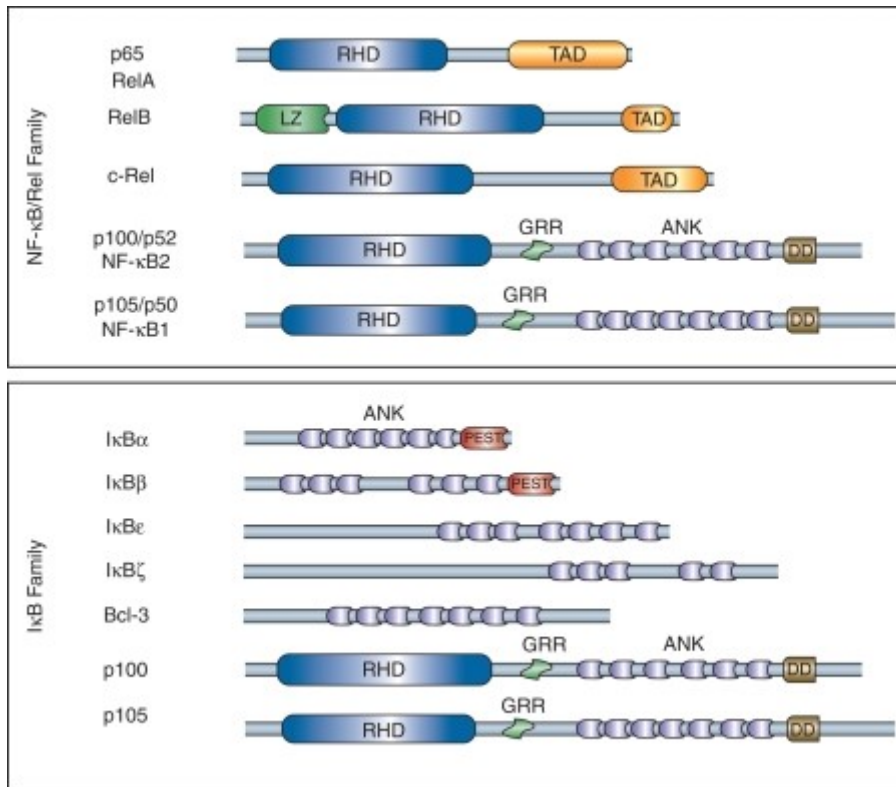 NF-κB/Rel Family
p65
RelA
RHD
TAD
RelB
LZ
RHD
TAD
c-Rel
RHD
TAD
p100/p52
NF-κB2
RHD
GRR
ANK
DD
p105/p50
NF-κB1
RHD
GRR
DD
IκB Family
ANK
IκBα
PEST
IκBβ
PEST
IκBε
IκBζ
Bcl-3
p100
RHD
GRR
ANK
DD
p105
RHD
GRR
DD